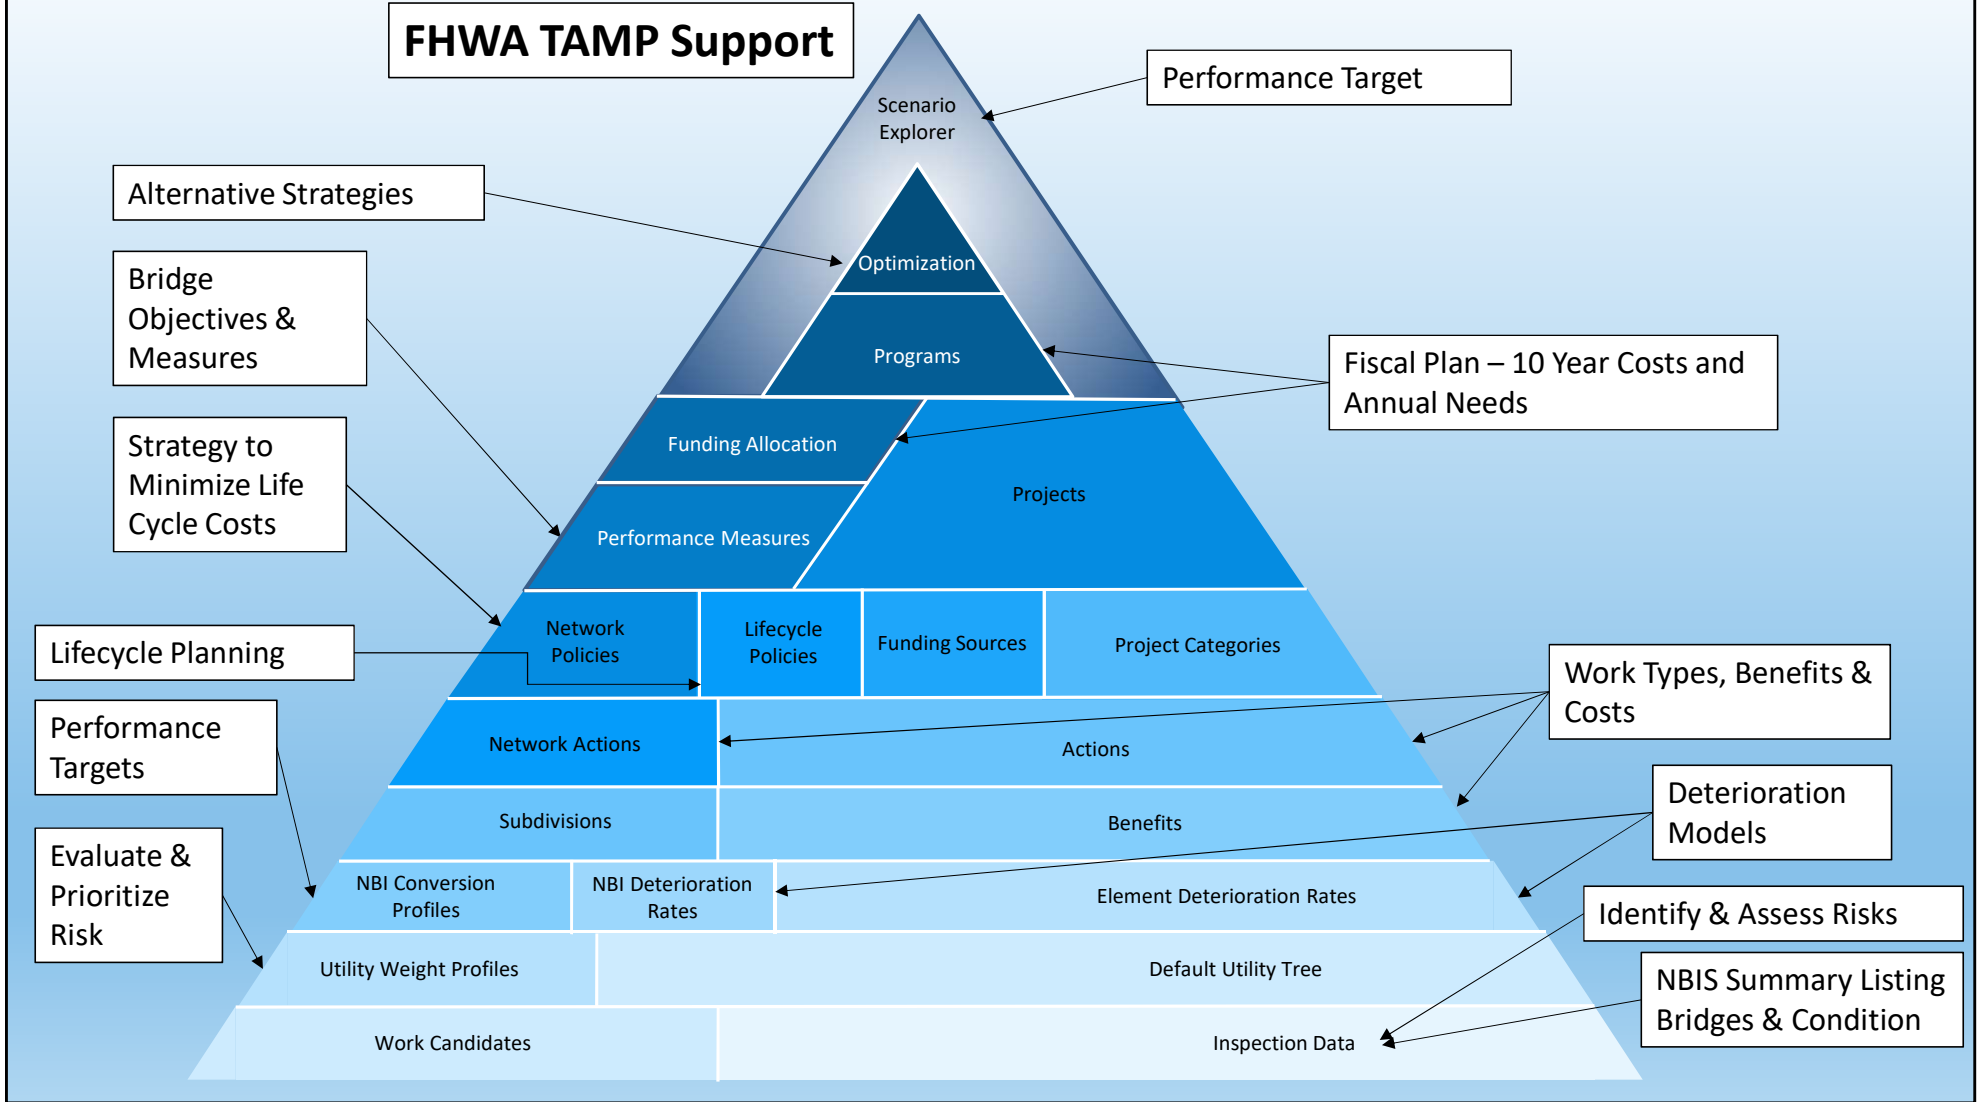 FHWA TAMP Support
Performance Target
Scenario
Explorer
Alternative Strategies
Bridge
Objectives &
Measures
Optimization
Programs
Fiscal Plan – 10 Year Costs and
Annual Needs
Strategy to
Minimize Life
Cycle Costs
Funding Allocation
Projects
Performance Measures
Lifecycle Planning
Network
Policies
Lifecycle
Policies
Funding Sources
Project Categories
Work Types, Benefits &
Costs
Performance
Targets
Network Actions
Actions
Deterioration
Models
Subdivisions
Benefits
Evaluate &
Prioritize
Risk
NBI Conversion
Profiles
NBI Deterioration
Rates
Element Deterioration Rates
Identify & Assess Risks
Utility Weight Profiles
Default Utility Tree
NBIS Summary Listing
Bridges & Condition
Work Candidates
Inspection Data